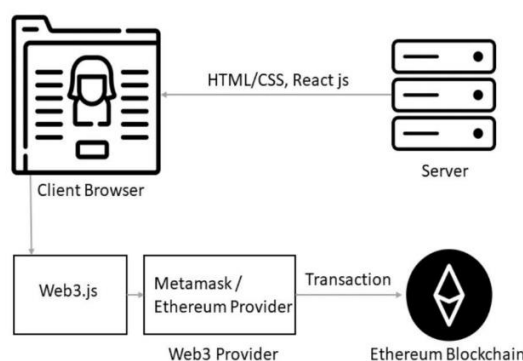 HTML/CSS, React js
Client Browser
Server
Web3.js
Metamask /
Ethereum Provider
Transaction
Web3 Provider
Ethereum Blockchain